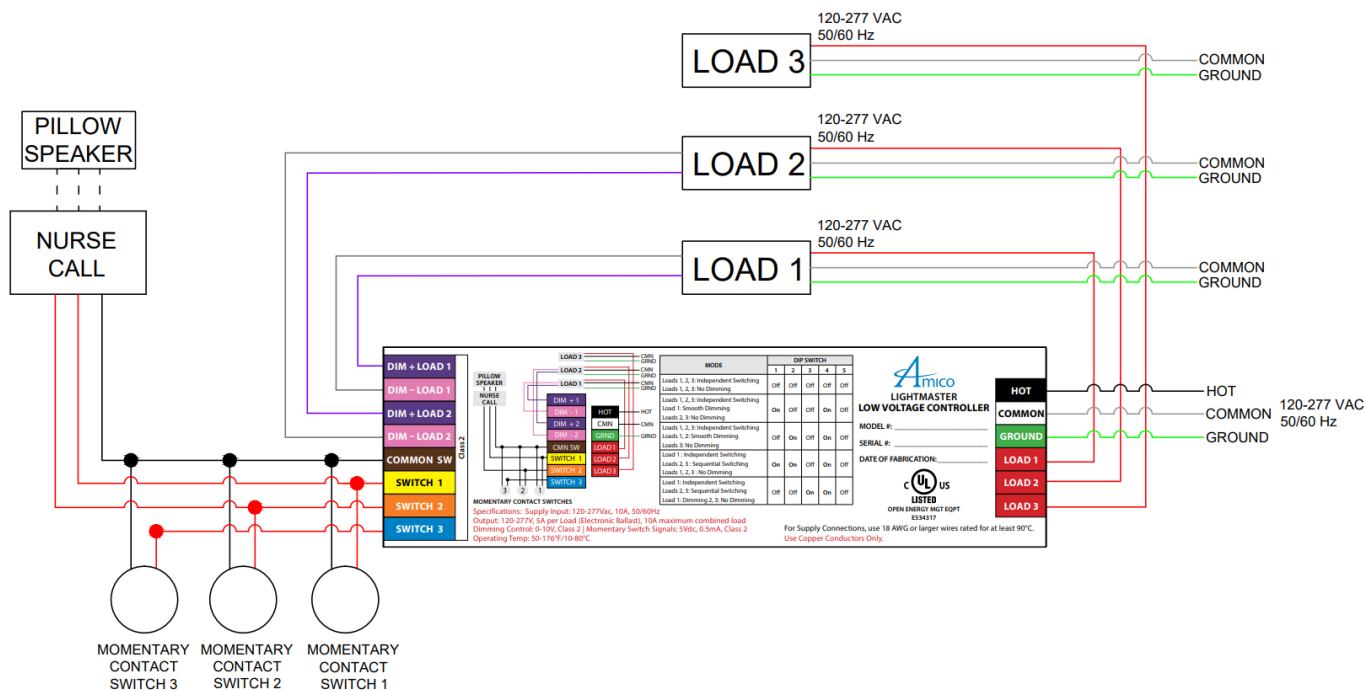 120-277 VAC
50/60 Hz
LOAD 3
COMMON
GROUND
PILLOW
SPEAKER
120-277 VAC
50/60 Hz
LOAD 2
COMMON
GROUND
NURSE
CALL
120-277 VAC
50/60 Hz
LOAD 1
COMMON
GROUND
DIM + LOAD 1
DIM – LOAD 1
DIM + LOAD 2
DIM – LOAD 2
COMMON SW
SWITCH 1
SWITCH 2
SWITCH 3
Class 2
LOAD 3
CMN
GRND
LOAD 2
CMN
GRND
LOAD 1
CMN
GRND
PILLOW
SPEAKER
NURSE
CALL
DIM + 1
DIM – 1
DIM + 2
DIM – 2
CMN SW
SWITCH 1
SWITCH 2
SWITCH 3
HOT
CMN
GRND
LOAD 1
LOAD 2
LOAD 3
HOT
CMN
GRND
3 2 1
MOMENTARY CONTACT SWITCHES
MODE
DIP SWITCH
1 2 3 4 5
Loads 1, 2, 3: Independent Switching
Loads 1, 2, 3: No Dimming
Off Off Off Off Off
Loads 1, 2, 3: Independent Switching
Load 1: Smooth Dimming
Loads 2, 3: No Dimming
On Off Off On Off
Loads 1, 2, 3: Independent Switching
Loads 1, 2: Smooth Dimming
Loads 3: No Dimming
Off On Off On Off
Load 1: Independent Switching
Loads 2, 3 : Sequential Switching
Loads 1, 2, 3 : No Dimming
On On Off Off Off
Load 1: Independent Switching
Loads 2, 3: Sequential Switching
Load 1: Dimming 2, 3: No Dimming
Off Off On On Off
Specifications: Supply Input: 120-277Vac, 10A, 50/60Hz
Output: 120-277V, 5A per Load (Electronic Ballast), 10A maximum combined load
Dimming Control: 0-10V, Class 2 | Momentary Switch Signals: 5Vdc, 0.5mA, Class 2
Operating Temp: 50-176°F/10-80°C
Amico
LIGHTMASTER
LOW VOLTAGE CONTROLLER
MODEL #:
SERIAL #:
DATE OF FABRICATION:
C UL US
LISTED
OPEN ENERGY MGT EQPT
E534317
For Supply Connections, use 18 AWG or larger wires rated for at least 90°C.
Use Copper Conductors Only.
HOT
COMMON
GROUND
LOAD 1
LOAD 2
LOAD 3
HOT
COMMON
GROUND
120-277 VAC
50/60 Hz
MOMENTARY
CONTACT
SWITCH 3
MOMENTARY
CONTACT
SWITCH 2
MOMENTARY
CONTACT
SWITCH 1